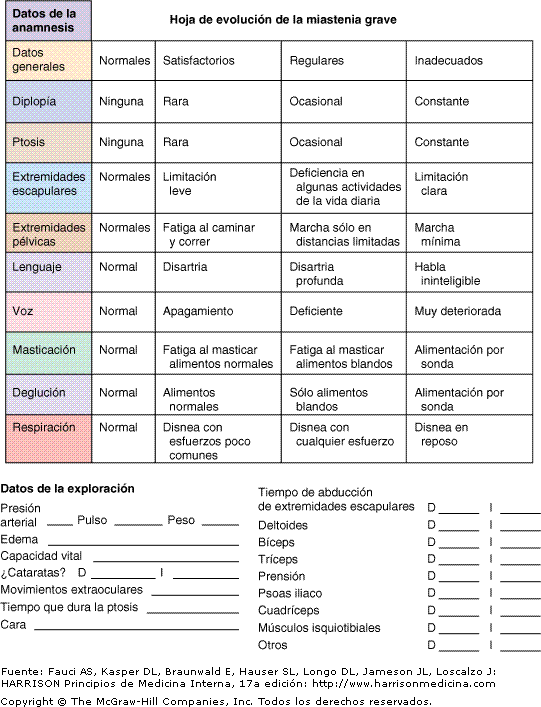 Datos de la anamnesis
Hoja de evolución de la miastenia grave
Datos generales
Normales
Satisfactorios
Regulares
Inadecuados
Diplopía
Ninguna
Rara
Ocasional
Constante
Ptosis
Ninguna
Rara
Ocasional
Constante
Extremidades escapulares
Normales
Limitación leve
Deficiencia en algunas actividades de la vida diaria
Limitación clara
Extremidades pélvicas
Normales
Fatiga al caminar y correr
Marcha sólo en distancias limitadas
Marcha mínima
Lenguaje
Normal
Disartria
Disartria profunda
Habla ininteligible
Voz
Normal
Apagamiento
Deficiente
Muy deteriorada
Masticación
Normal
Fatiga al masticar alimentos normales
Fatiga al masticar alimentos blandos
Alimentación por sonda
Deglución
Normal
Alimentos normales
Sólo alimentos blandos
Alimentación por sonda
Respiración
Normal
Disnea con esfuerzos poco comunes
Disnea con cualquier esfuerzo
Disnea en reposo
Datos de la exploración
Presión arterial ____ Pulso ____ Peso ____
Edema ____
Capacidad vital ____
¿Cataratas? D ____ I ____
Movimientos extraoculares ____
Tiempo que dura la ptosis ____
Cara ____
Tiempo de abducción
de extremidades escapulares D ____ I ____
Deltoides D ____ I ____
Bíceps D ____ I ____
Tríceps D ____ I ____
Prensión D ____ I ____
Psoas iliaco D ____ I ____
Cuadríceps D ____ I ____
Músculos isquiotibiales D ____ I ____
Otros D ____ I ____
Fuente: Fauci AS, Kasper DL, Braunwald E, Hauser SL, Longo DL, Jameson JL, Loscalzo J:
HARRISON Principios de Medicina Interna, 17a edición: http://www.harrisonmedicina.com
Copyright © The McGraw-Hill Companies, Inc. Todos los derechos reservados.